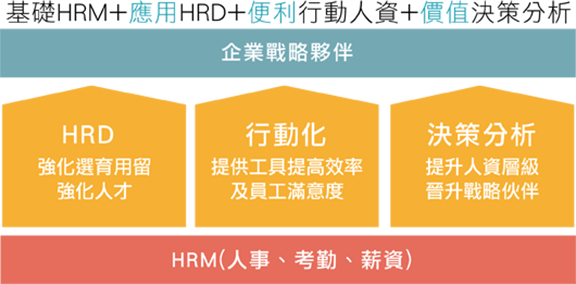 基礎HRM+應用HRD+便利行動人資+價值決策分析
企業戰略夥伴
HRD
強化選育用留
強化人才
行動化
提供工具提高效率
及員工滿意度
決策分析
提升人資層級
晉升戰略伙伴
HRM(人事、考勤、薪資)